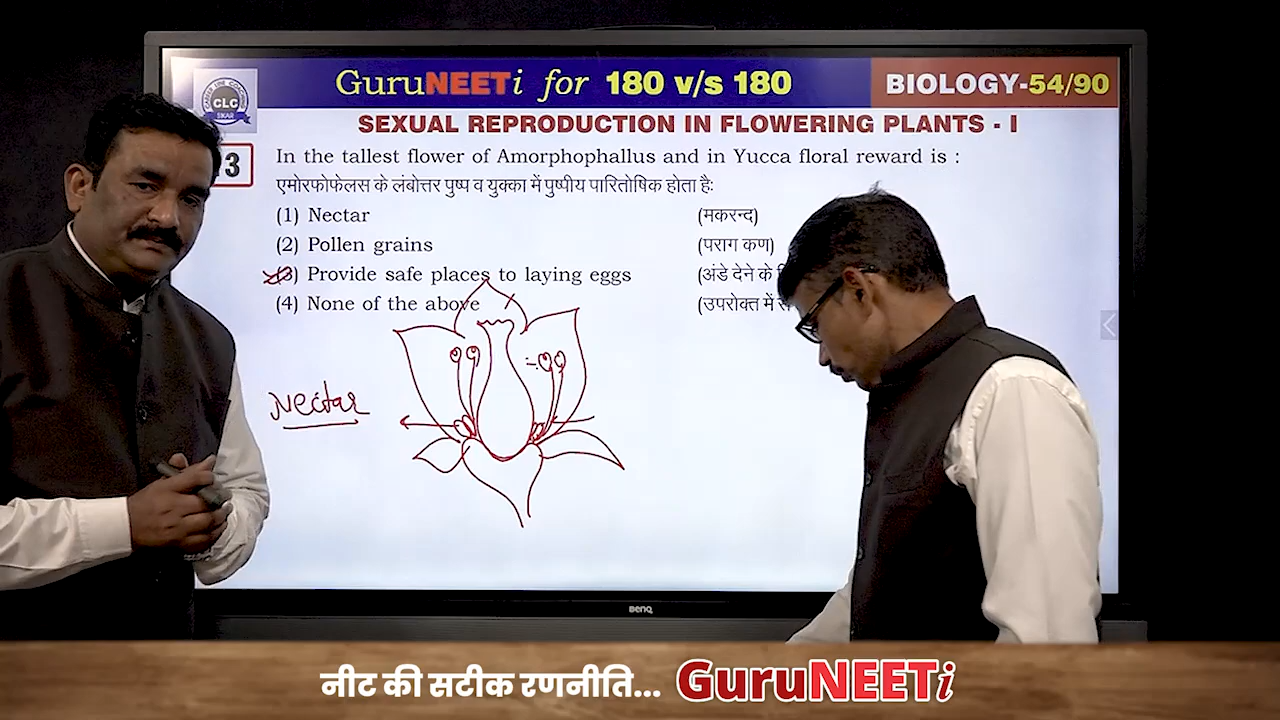 GuruNEETi for 180 v/s 180
BIOLOGY-54/90
CLC
SIKAR
SEXUAL REPRODUCTION IN FLOWERING PLANTS - I
3 In the tallest flower of Amorphophallus and in Yucca floral reward is :
एमोरफोफेलस के लंबोत्तर पुष्प व युक्का में पुष्पीय पारितोषिक होता है:
(1) Nectar (मकरन्द)
(2) Pollen grains (पराग कण)
(3) Provide safe places to laying eggs (अंडे देने के
(4) None of the above (उपरोक्त में से
Nectar
BenQ
नीट की सटीक रणनीति... GuruNEETi